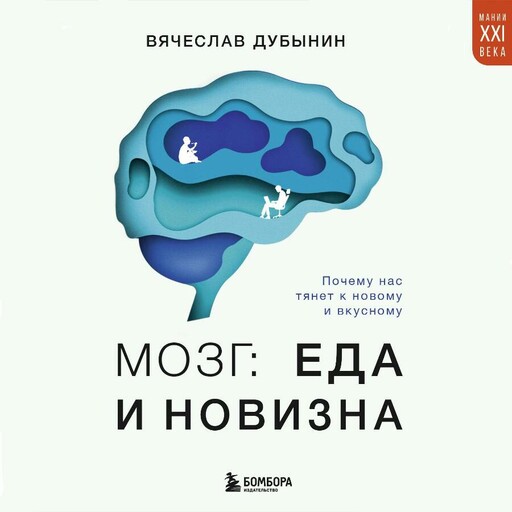 ВЯЧЕСЛАВ ДУБЫНИН
МАНИИ
XXI
ВЕКА
Почему нас
тянет к новому
и вкусному
МОЗГ: ЕДА
И НОВИЗНА
БОМБОРА
ИЗДАТЕЛЬСТВО